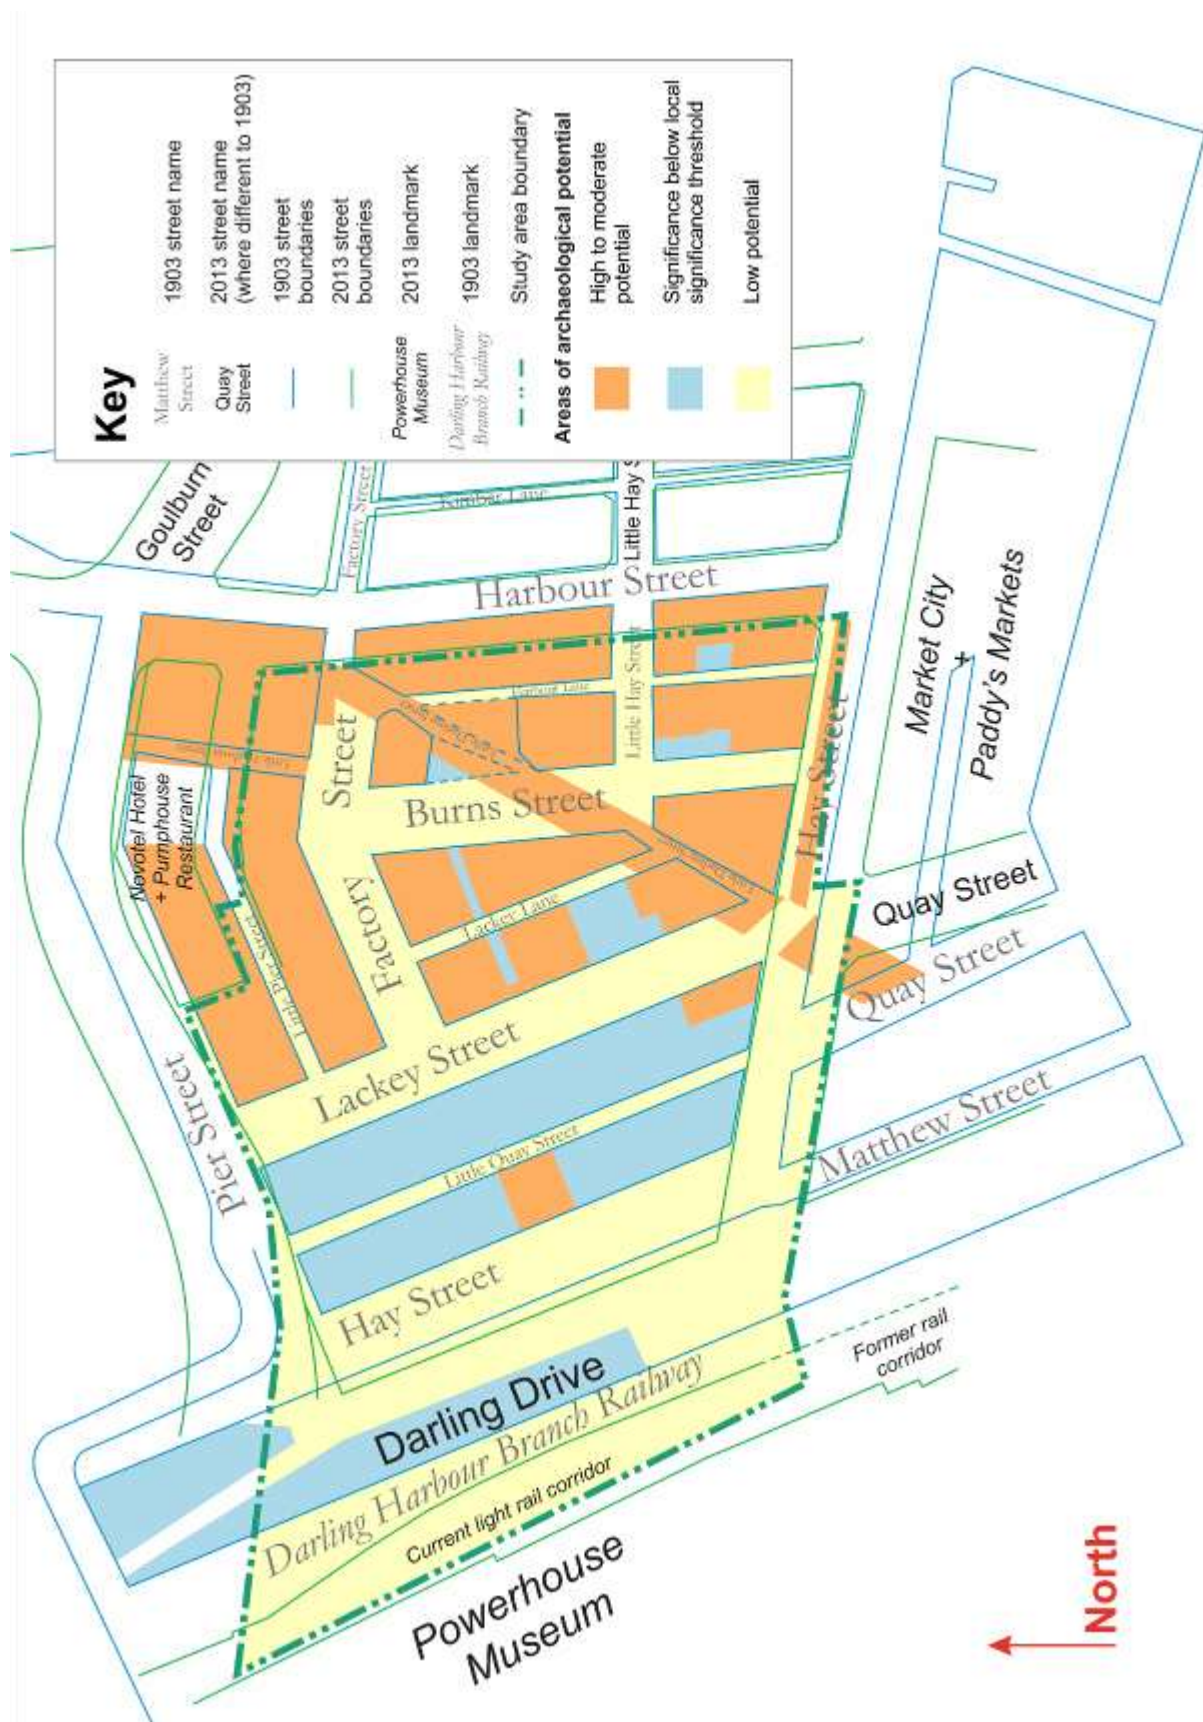 Key
Matthew
Street
1903 street name
Quay
Street
2013 street name
(where different to 1903)
1903 street
boundaries
2013 street
boundaries
Powerhouse
Museum
2013 landmark
Darling Harbour
Branch Railway
1903 landmark
Study area boundary
Areas of archaeological potential
High to moderate
potential
Significance below local
significance threshold
Low potential
Goulburn
Street
Factory Street
Little Hay S
Harbour Street
Novotel Hotel
+ Pumphouse
Restaurant
Pier Street
Little Pier Street
Factory
Street
Burns Street
Little Hay Street
Lackey Lane
Lackey Street
Little Quay Street
Hay Street
Hay Street
Market City
+
Paddy's Markets
Quay Street
Quay Street
Matthew Street
Darling Drive
Darling Harbour Branch Railway
Current light rail corridor
Former rail
corridor
Powerhouse
Museum
North